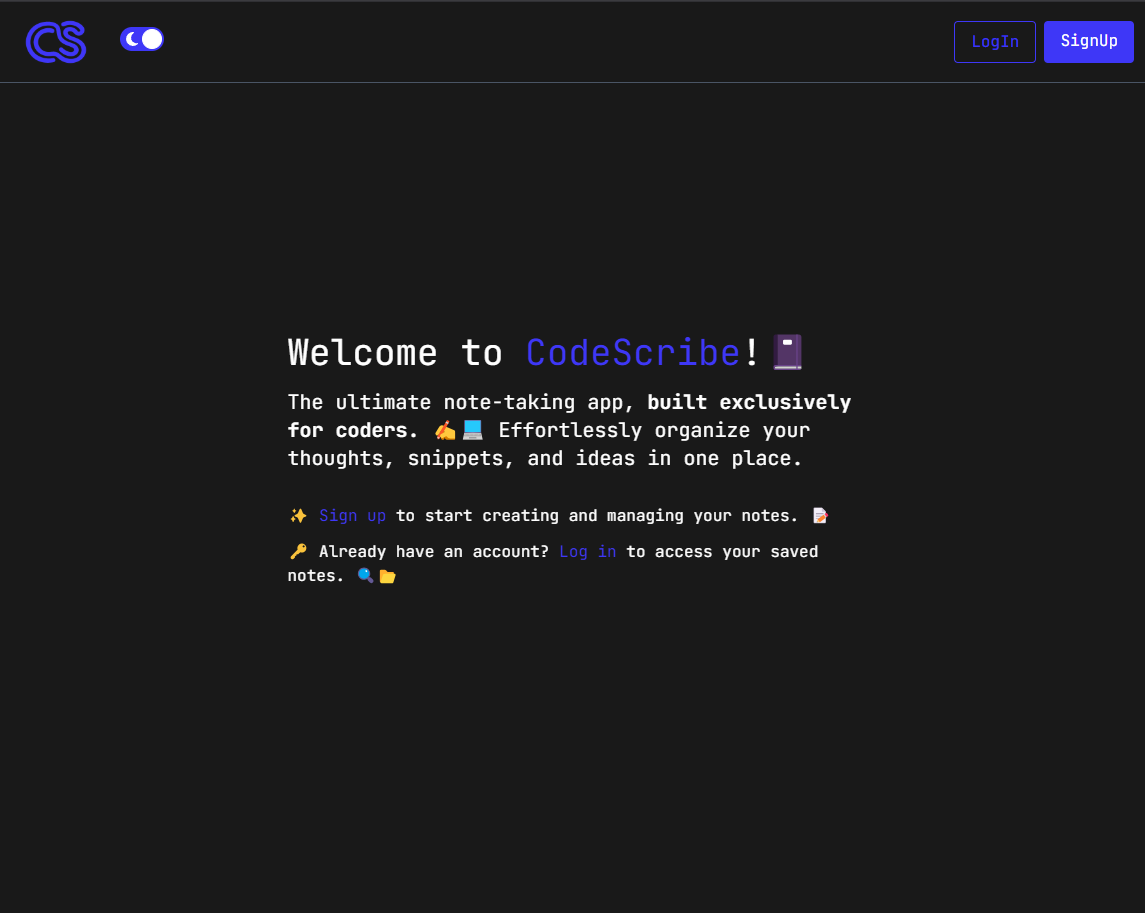 CS
LogIn
SignUp
Welcome to CodeScribe!📓
The ultimate note-taking app, built exclusively
for coders. ✍️💻 Effortlessly organize your
thoughts, snippets, and ideas in one place.
✨ Sign up to start creating and managing your notes. 📝
🔑 Already have an account? Log in to access your saved
notes. 🔍📂